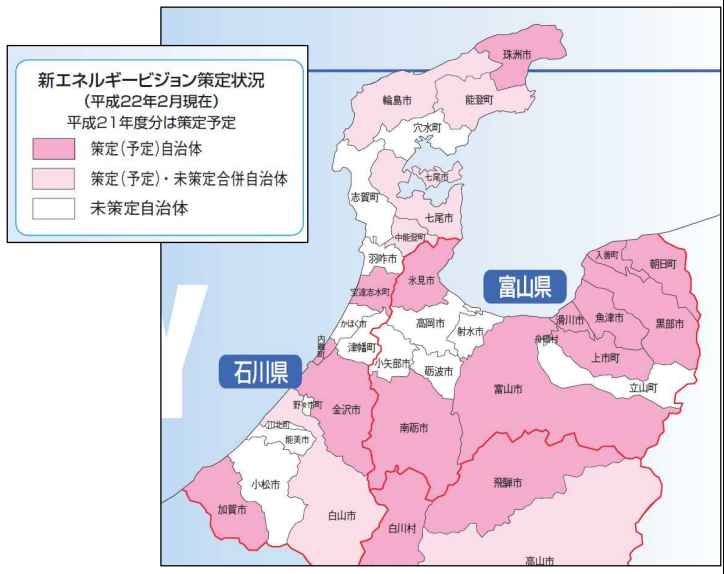 新エネルギービジョン策定状況
(平成22年2月現在)
平成21年度分は策定予定
策定(予定)自治体
策定(予定)・未策定合併自治体
未策定自治体
珠洲市
輪島市
能登町
穴水町
七尾市
志賀町
七尾市
中能登町
羽咋市
氷見市
宝達志水町
富山県
入善町
朝日町
かほく市
高岡市
射水市
滑川市
魚津市
黒部市
内灘町
津幡町
小矢部市
砺波市
舟橋村
上市町
立山町
石川県
野々市町
金沢市
富山市
川北町
能美市
南砺市
小松市
飛騨市
加賀市
白山市
白川村
高山市
Y